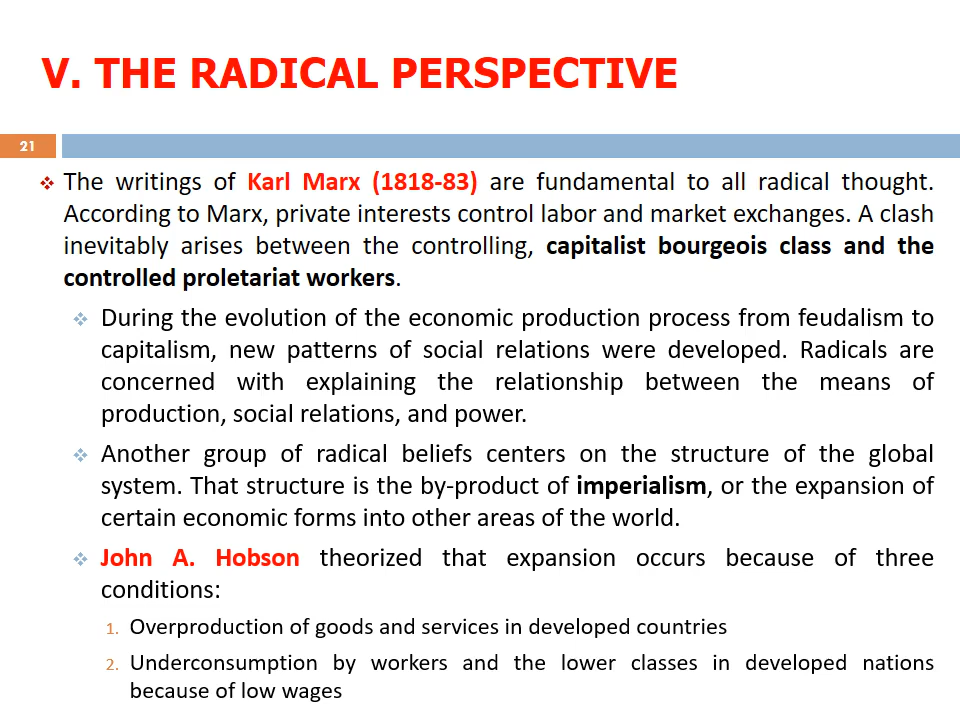 V. THE RADICAL PERSPECTIVE
21
The writings of Karl Marx (1818-83) are fundamental to all radical thought.
According to Marx, private interests control labor and market exchanges. A clash
inevitably arises between the controlling, capitalist bourgeois class and the
controlled proletariat workers.
During the evolution of the economic production process from feudalism to
capitalism, new patterns of social relations were developed. Radicals are
concerned with explaining the relationship between the means of
production, social relations, and power.
Another group of radical beliefs centers on the structure of the global
system. That structure is the by-product of imperialism, or the expansion of
certain economic forms into other areas of the world.
John A. Hobson theorized that expansion occurs because of three
conditions:
1. Overproduction of goods and services in developed countries
2. Underconsumption by workers and the lower classes in developed nations
because of low wages